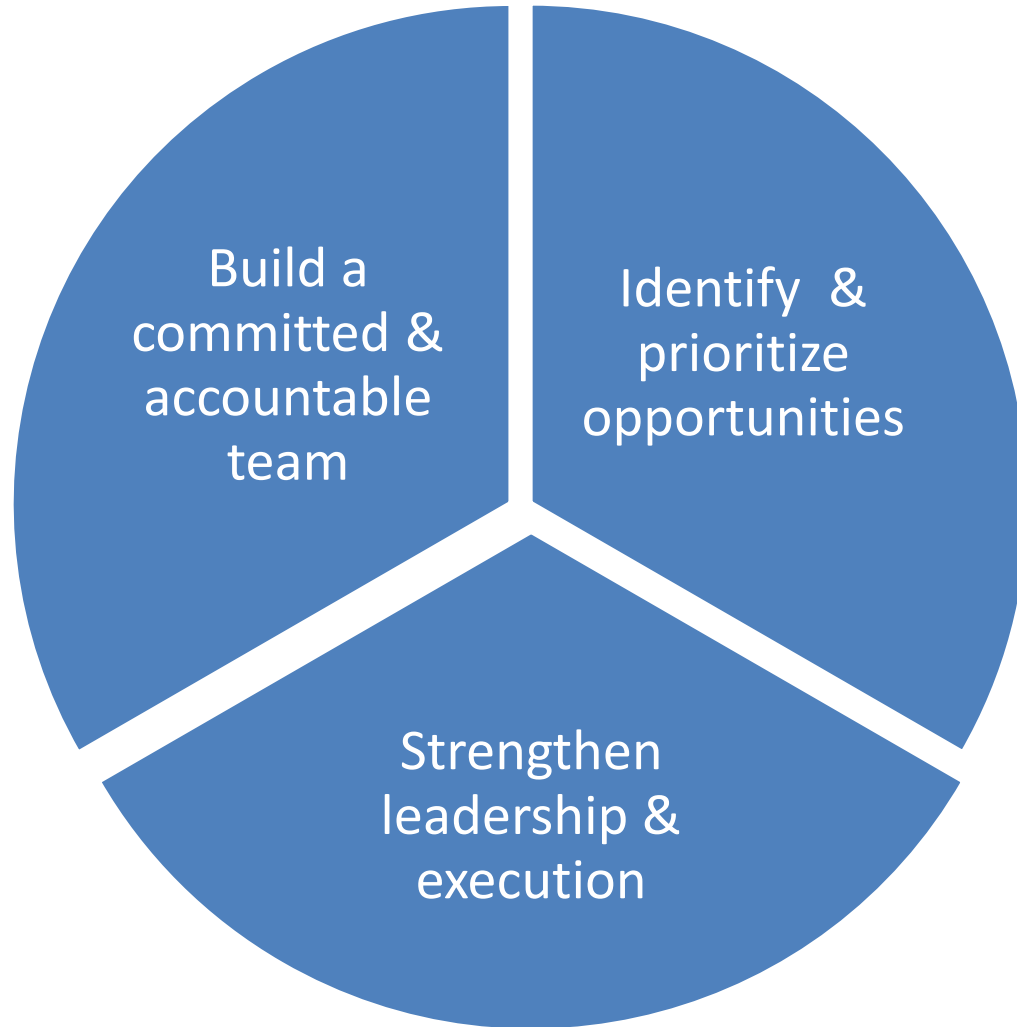 Build a
committed &
accountable
team
Identify  &
prioritize
opportunities
Strengthen
leadership &
execution